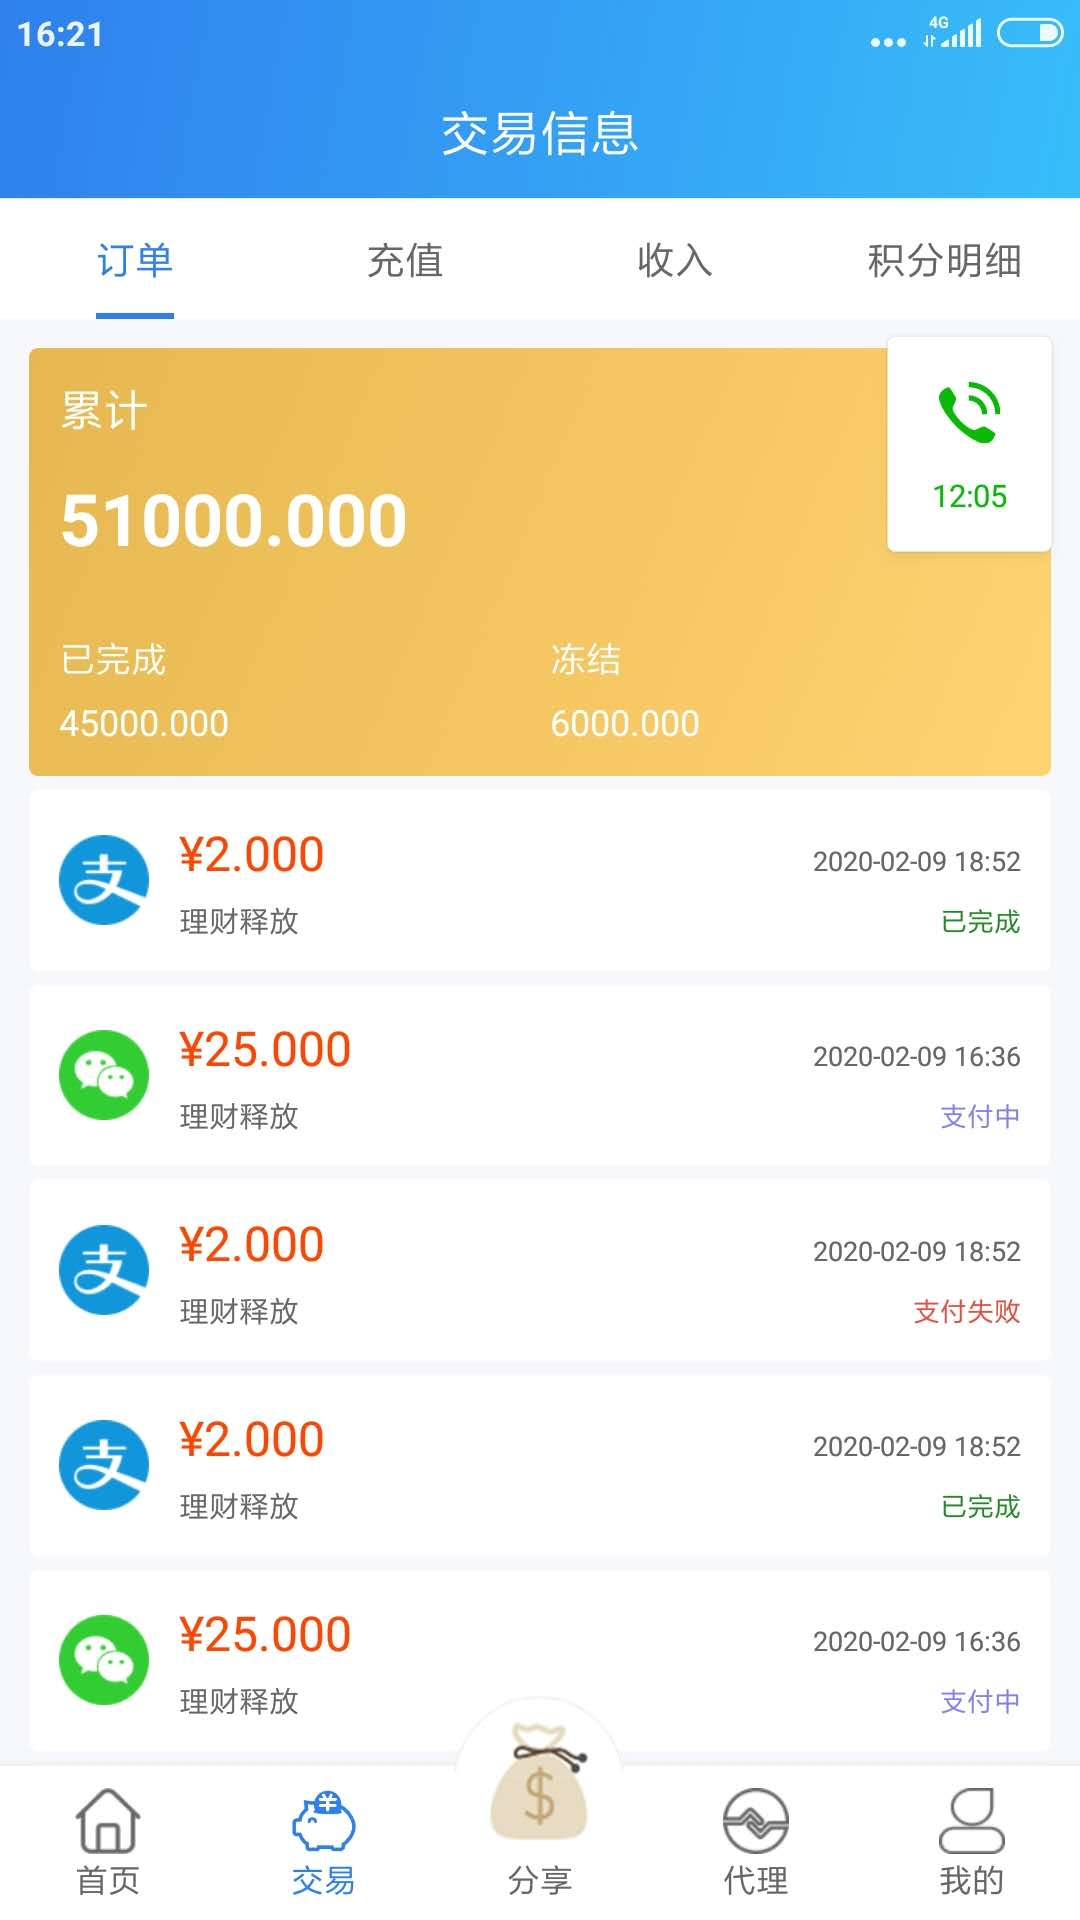 16:21
4G
交易信息
订单 充值 收入 积分明细
累计
12:05
51000.000
已完成 冻结
45000.000 6000.000
¥2.000 2020-02-09 18:52
理财释放 已完成
¥25.000 2020-02-09 16:36
理财释放 支付中
¥2.000 2020-02-09 18:52
理财释放 支付失败
¥2.000 2020-02-09 18:52
理财释放 已完成
¥25.000 2020-02-09 16:36
理财释放 支付中
首页 交易 分享 代理 我的